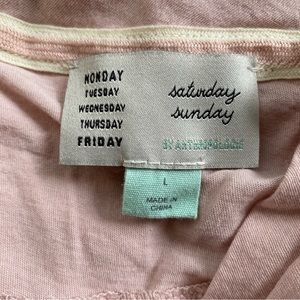 MONDAY
TUESDAY
WEDNESDAY
THURSDAY
FRIDAY
saturday
sunday
BY ANTHROPOLOGIE
L
MADE IN
CHINA